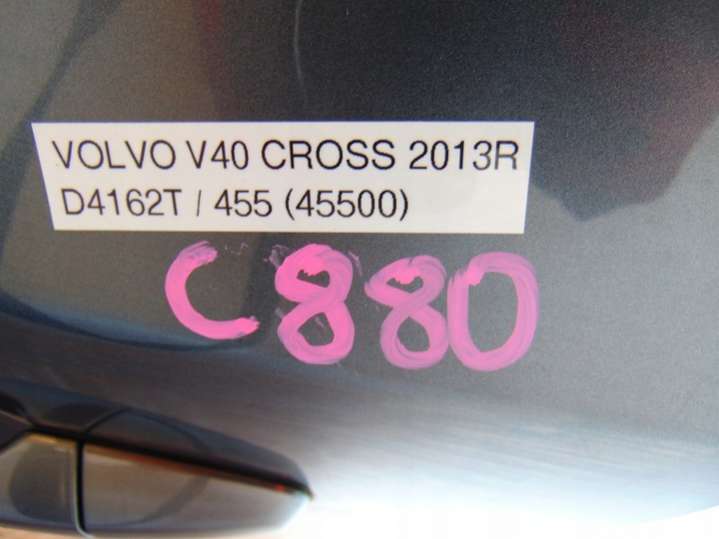 VOLVO V40 CROSS 2013R
D4162T / 455 (45500)
C880